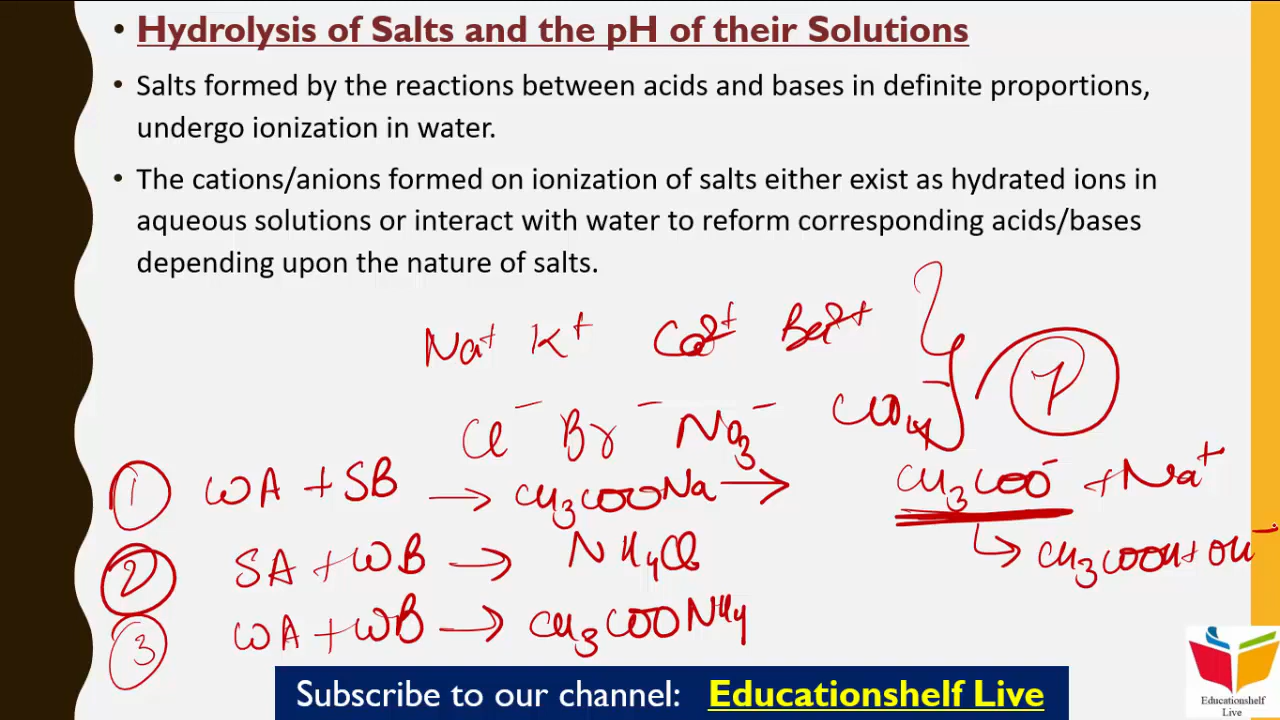 • Hydrolysis of Salts and the pH of their Solutions
• Salts formed by the reactions between acids and bases in definite proportions,
undergo ionization in water.
• The cations/anions formed on ionization of salts either exist as hydrated ions in
aqueous solutions or interact with water to reform corresponding acids/bases
depending upon the nature of salts.
Na⁺ K⁺ Ca²⁺ Ba²⁺
Cl⁻ Br⁻ NO₃⁻ ClO₄⁻ 7
1 WA + SB → CH₃COONa → CH₃COO⁻ + Na⁺
↳ CH₃COOH + OH⁻
2 SA + WB → NH₄Cl
3 WA + WB → CH₃COONH₄
Subscribe to our channel: Educationshelf Live
Educationshelf
Live